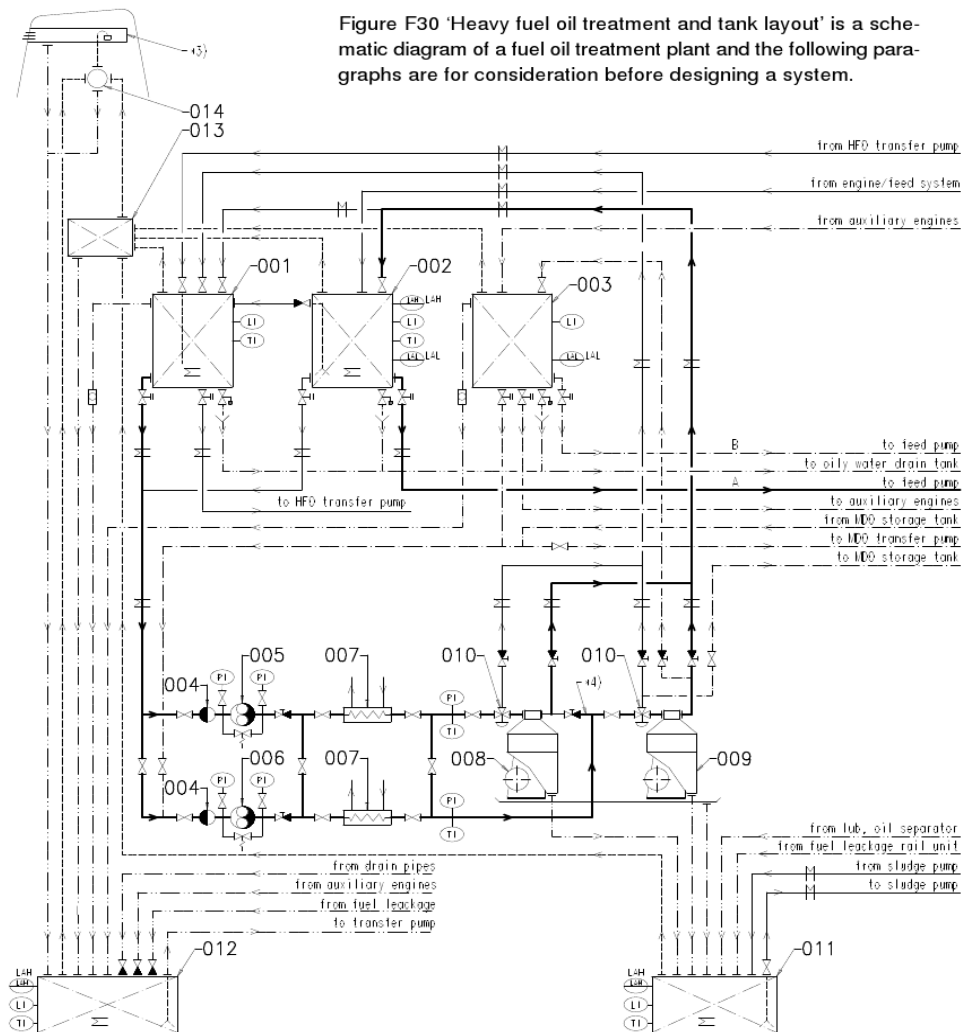 Figure F30 ‘Heavy fuel oil treatment and tank layout’ is a sche-
matic diagram of a fuel oil treatment plant and the following para-
graphs are for consideration before designing a system.
*3)
014
013
from HFO transfer pump
from engine/feed system
from auxiliary engines
001
002
003
LAH LAH
LI
LI
LI
TI
TI
LAL LAL
LAL LAL
B
to feed pump
to oily water drain tank
A
to feed pump
to HFO transfer pump
to auxiliary engines
from MDO storage tank
to MDO transfer pump
to MDO storage tank
004
005
007
010
010
*4)
PI
PI
PI
TI
008
009
004
006
007
PI
PI
PI
TI
from lub, oil separator
from fuel leackage rail unit
from sludge pump
to sludge pump
from drain pipes
from auxiliary engines
from fuel leackage
to transfer pump
012
011
LAH
LAH
LI
TI
LAH
LAH
LI
TI